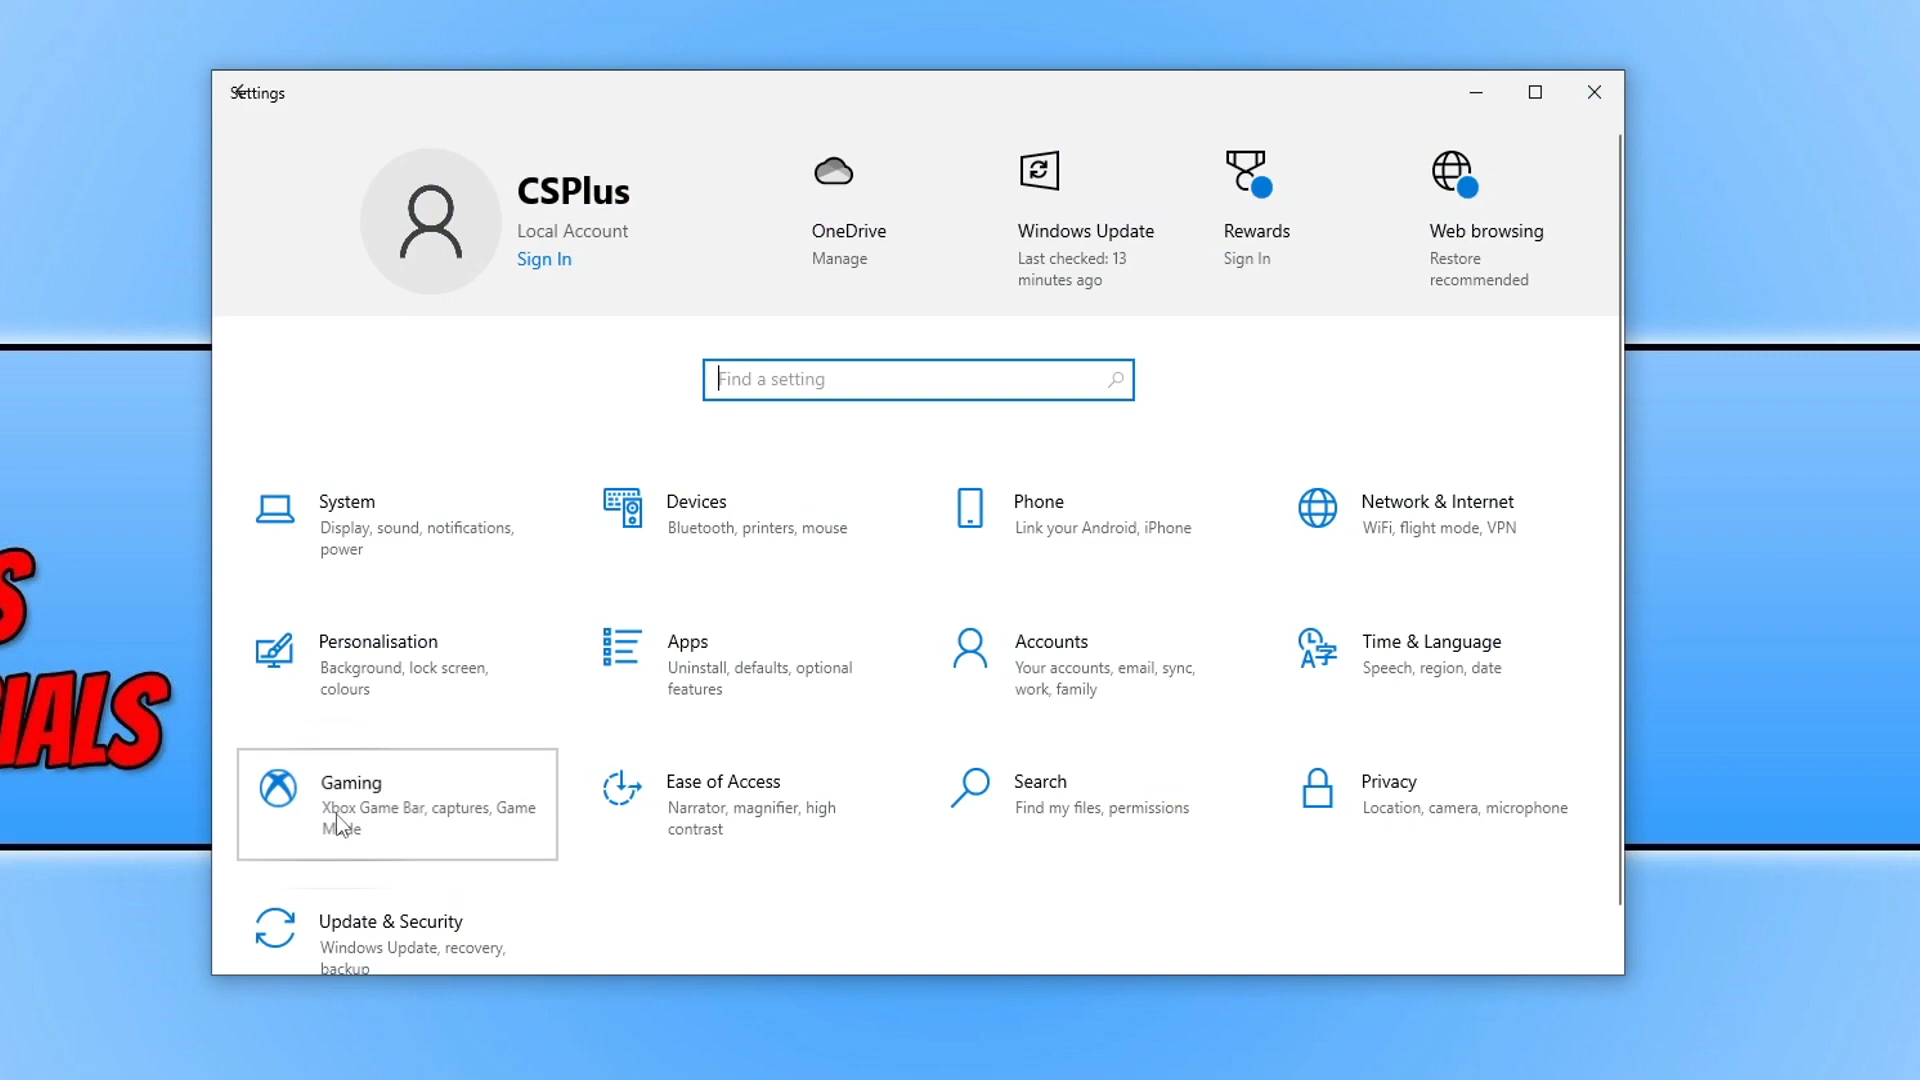 Settings
CSPlus
Local Account
Sign In
OneDrive
Manage
Windows Update
Last checked: 13
minutes ago
Rewards
Sign In
Web browsing
Restore
recommended
Find a setting
System
Display, sound, notifications,
power
Devices
Bluetooth, printers, mouse
Phone
Link your Android, iPhone
Network & Internet
WiFi, flight mode, VPN
Personalisation
Background, lock screen,
colours
Apps
Uninstall, defaults, optional
features
Accounts
Your accounts, email, sync,
work, family
Time & Language
Speech, region, date
Gaming
Xbox Game Bar, captures, Game
Mode
Ease of Access
Narrator, magnifier, high
contrast
Search
Find my files, permissions
Privacy
Location, camera, microphone
Update & Security
Windows Update, recovery,
backup
S
IALS